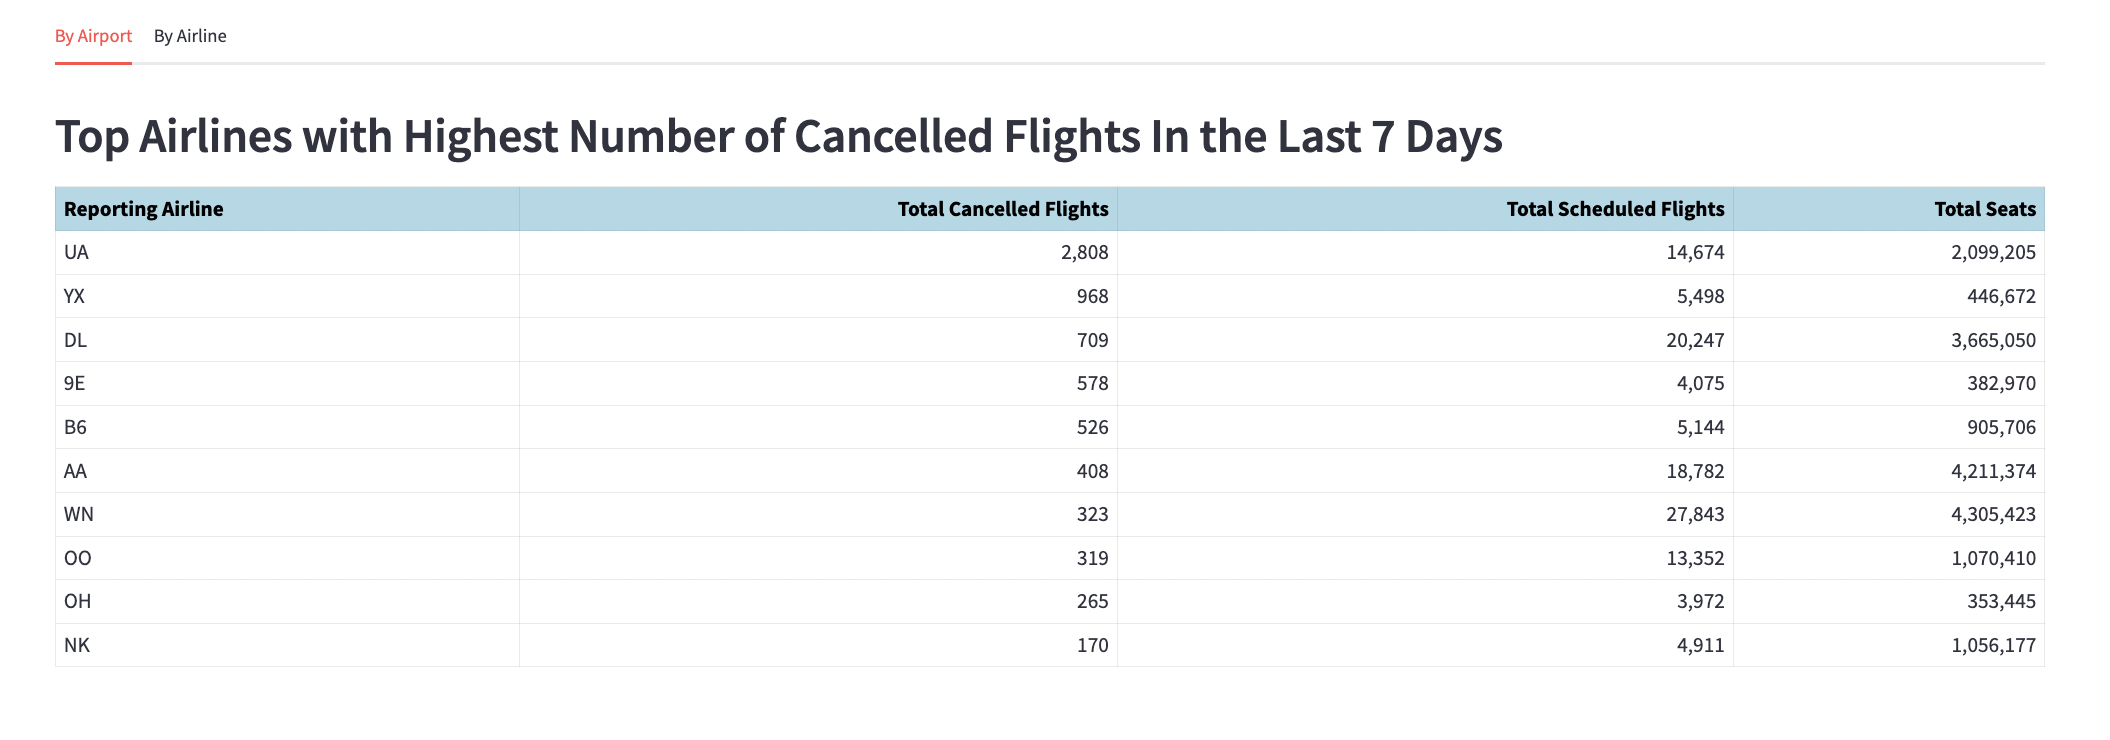 By Airport By Airline
Top Airlines with Highest Number of Cancelled Flights In the Last 7 Days
Reporting Airline Total Cancelled Flights Total Scheduled Flights Total Seats
UA 2,808 14,674 2,099,205
YX 968 5,498 446,672
DL 709 20,247 3,665,050
9E 578 4,075 382,970
B6 526 5,144 905,706
AA 408 18,782 4,211,374
WN 323 27,843 4,305,423
OO 319 13,352 1,070,410
OH 265 3,972 353,445
NK 170 4,911 1,056,177